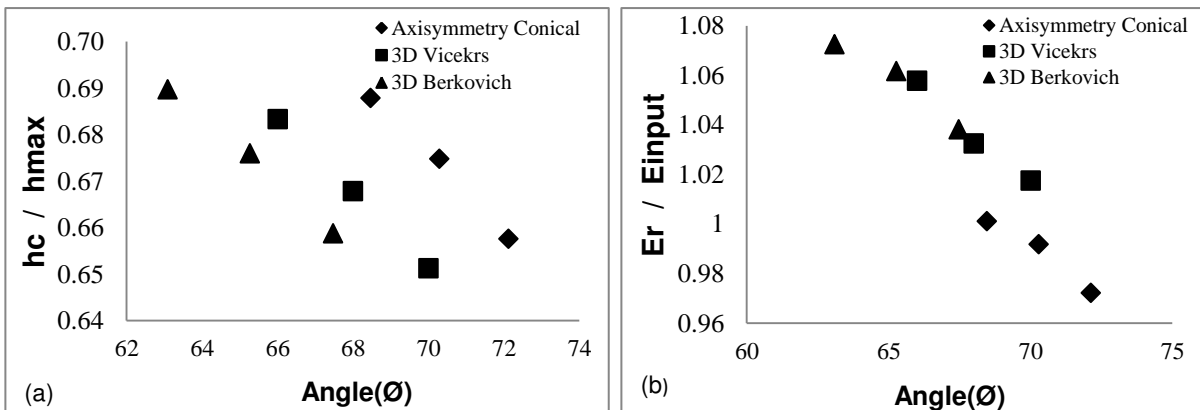 Axisymmetry Conical
3D Vicekrs
3D Berkovich
0.70
0.69
0.68
0.67
0.66
0.65
0.64
hc / hmax
62 64 66 68 70 72 74
(a)
Angle(Ø)
Axisymmetry Conical
3D Vicekrs
3D Berkovich
1.08
1.06
1.04
1.02
1
0.98
0.96
Er / Einput
60 65 70 75
(b)
Angle(Ø)